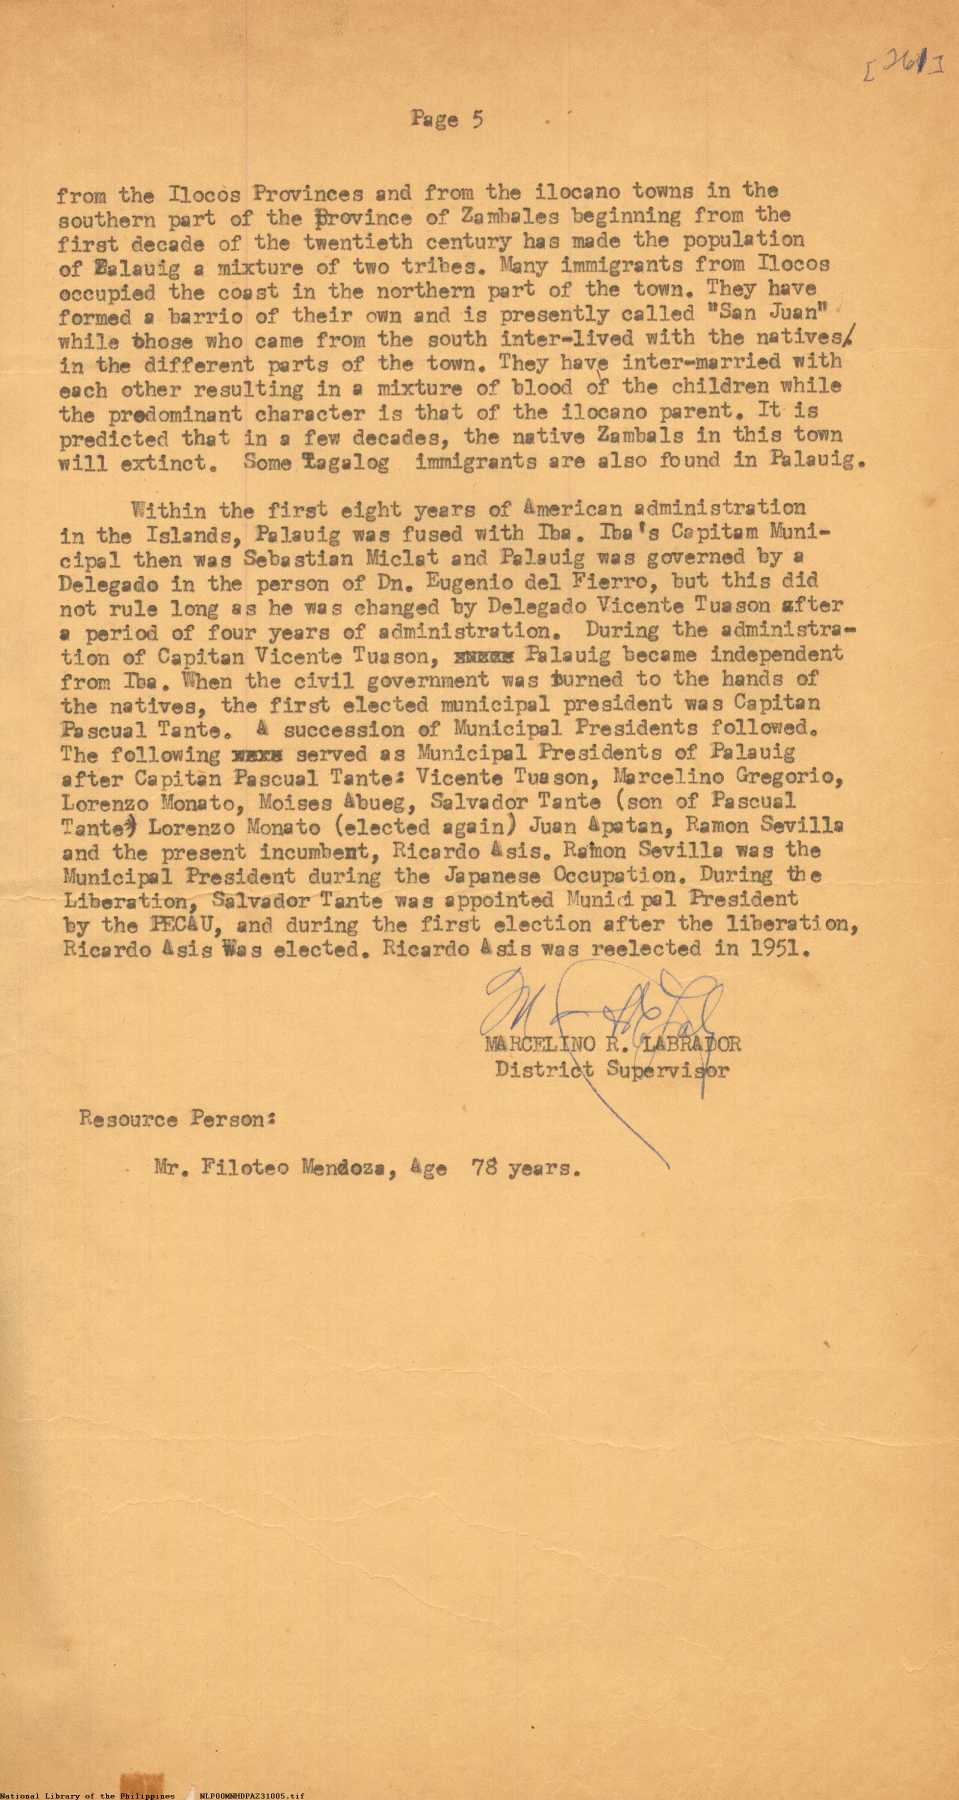 [261]
Page 5
from the Ilocos Provinces and from the ilocano towns in the
southern part of the Province of Zambales beginning from the
first decade of the twentieth century has made the population
of Palauig a mixture of two tribes. Many immigrants from Ilocos
occupied the coast in the northern part of the town. They have
formed a barrio of their own and is presently called "San Juan"
while those who came from the south inter-lived with the natives/
in the different parts of the town. They have inter-married with
each other resulting in a mixture of blood of the children while
the predominant character is that of the ilocano parent. It is
predicted that in a few decades, the native Zambals in this town
will extinct. Some Tagalog immigrants are also found in Palauig.
Within the first eight years of American administration
in the Islands, Palauig was fused with Iba. Iba's Capitam Muni-
cipal then was Sebastian Miclat and Palauig was governed by a
Delegado in the person of Dn. Eugenio del Fierro, but this did
not rule long as he was changed by Delegado Vicente Tuason after
a period of four years of administration. During the administra-
tion of Capitan Vicente Tuason, Palauig became independent
from Iba. When the civil government was turned to the hands of
the natives, the first elected municipal president was Capitan
Pascual Tante. A succession of Municipal Presidents followed.
The following served as Municipal Presidents of Palauig
after Capitan Pascual Tante: Vicente Tuason, Marcelino Gregorio,
Lorenzo Monato, Moises Abueg, Salvador Tante (son of Pascual
Tante) Lorenzo Monato (elected again) Juan Apatan, Ramon Sevilla
and the present incumbent, Ricardo Asis. Ramon Sevilla was the
Municipal President during the Japanese Occupation. During the
Liberation, Salvador Tante was appointed Munici pal President
by the PECAU, and during the first election after the liberation,
Ricardo Asis Was elected. Ricardo Asis was reelected in 1951.
MARCELINO R. LABRADOR
District Supervisor
Resource Person:
Mr. Filoteo Mendoza, Age 78 years.
National Library of the Philippines NLP00MNHDPAZ31005.tif